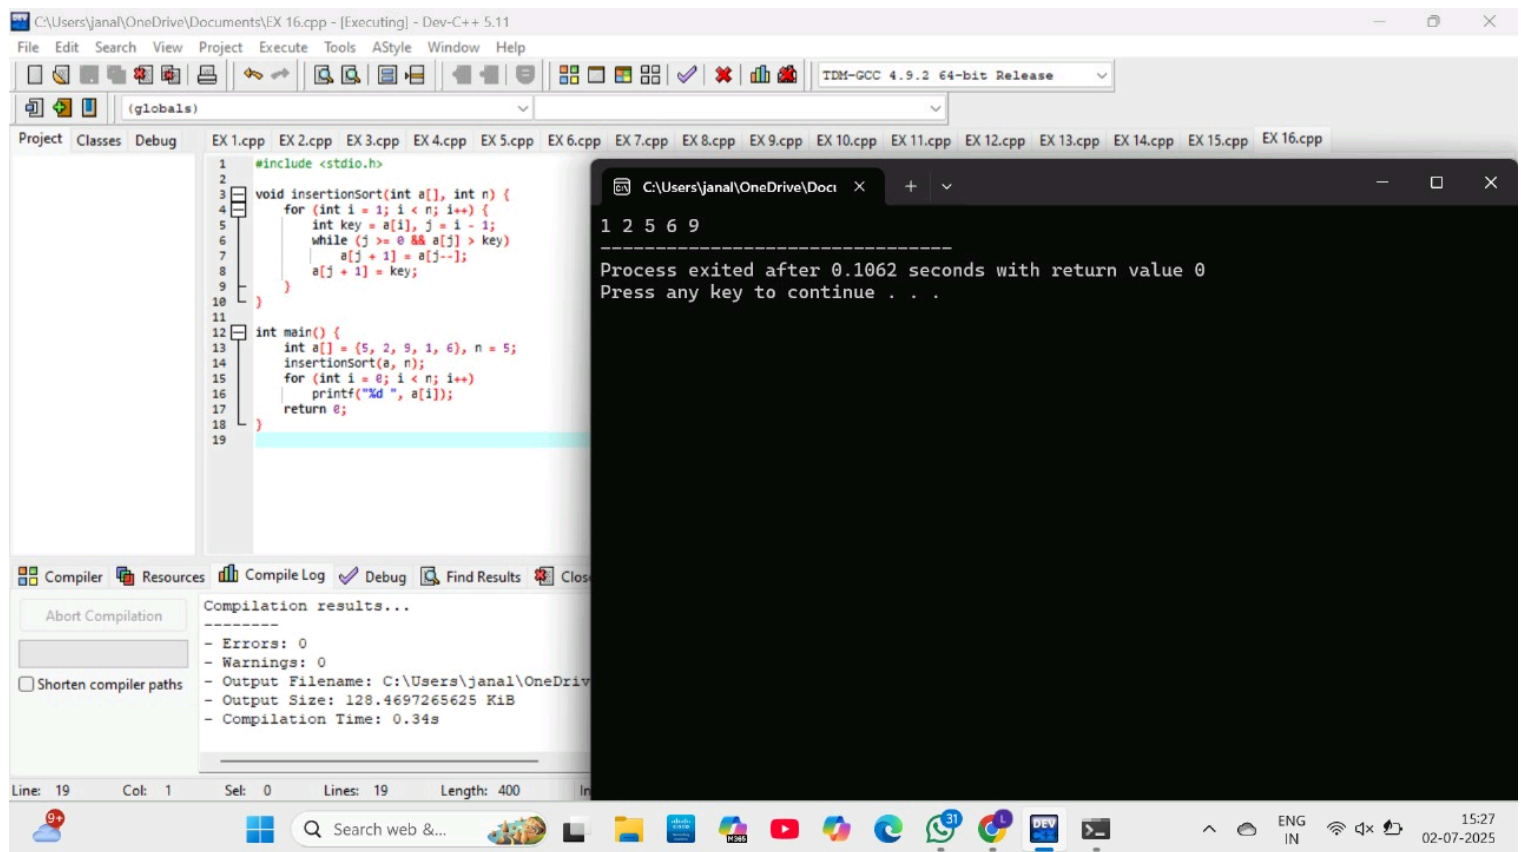 C:\Users\janal\OneDrive\Documents\EX 16.cpp - [Executing] - Dev-C++ 5.11
File Edit Search View Project Execute Tools AStyle Window Help
TDM-GCC 4.9.2 64-bit Release
(globals)
Project Classes Debug
EX 1.cpp EX 2.cpp EX 3.cpp EX 4.cpp EX 5.cpp EX 6.cpp EX 7.cpp EX 8.cpp EX 9.cpp EX 10.cpp EX 11.cpp EX 12.cpp EX 13.cpp EX 14.cpp EX 15.cpp EX 16.cpp
1 #include <stdio.h>
2
3 void insertionSort(int a[], int n) {
4 for (int i = 1; i < n; i++) {
5 int key = a[i], j = i - 1;
6 while (j >= 0 && a[j] > key)
7 a[j + 1] = a[j--];
8 a[j + 1] = key;
9 }
10 }
11
12 int main() {
13 int a[] = {5, 2, 9, 1, 6}, n = 5;
14 insertionSort(a, n);
15 for (int i = 0; i < n; i++)
16 printf("%d ", a[i]);
17 return 0;
18 }
19
C:\Users\janal\OneDrive\Docu
1 2 5 6 9
--------------------------------
Process exited after 0.1062 seconds with return value 0
Press any key to continue . . .
Compiler Resources Compile Log Debug Find Results Clos
Abort Compilation
Shorten compiler paths
Compilation results...
--------
- Errors: 0
- Warnings: 0
- Output Filename: C:\Users\janal\OneDriv
- Output Size: 128.4697265625 KiB
- Compilation Time: 0.34s
Line: 19 Col: 1 Sel: 0 Lines: 19 Length: 400 In
9+
Search web &...
M365
31
L
DEV
ENG
IN
15:27
02-07-2025